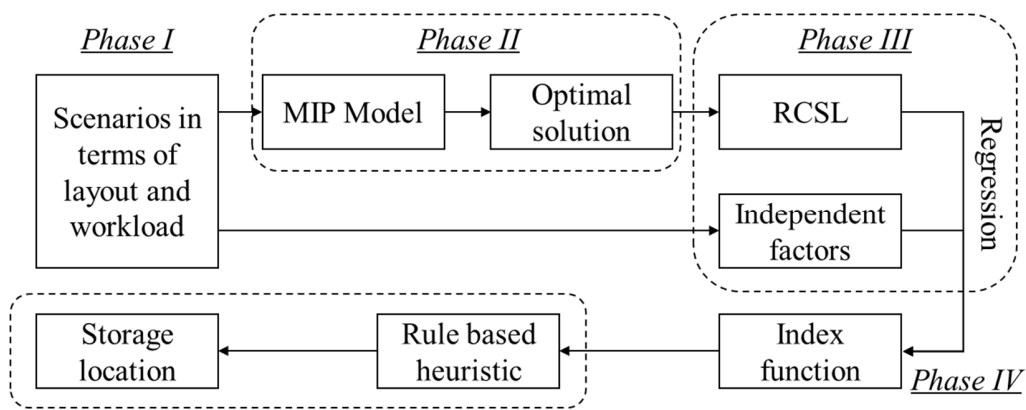 Phase I
Phase II
Phase III
Scenarios in
terms of
layout and
workload
MIP Model
Optimal
solution
RCSL
Independent
factors
Regression
Storage
location
Rule based
heuristic
Index
function
Phase IV